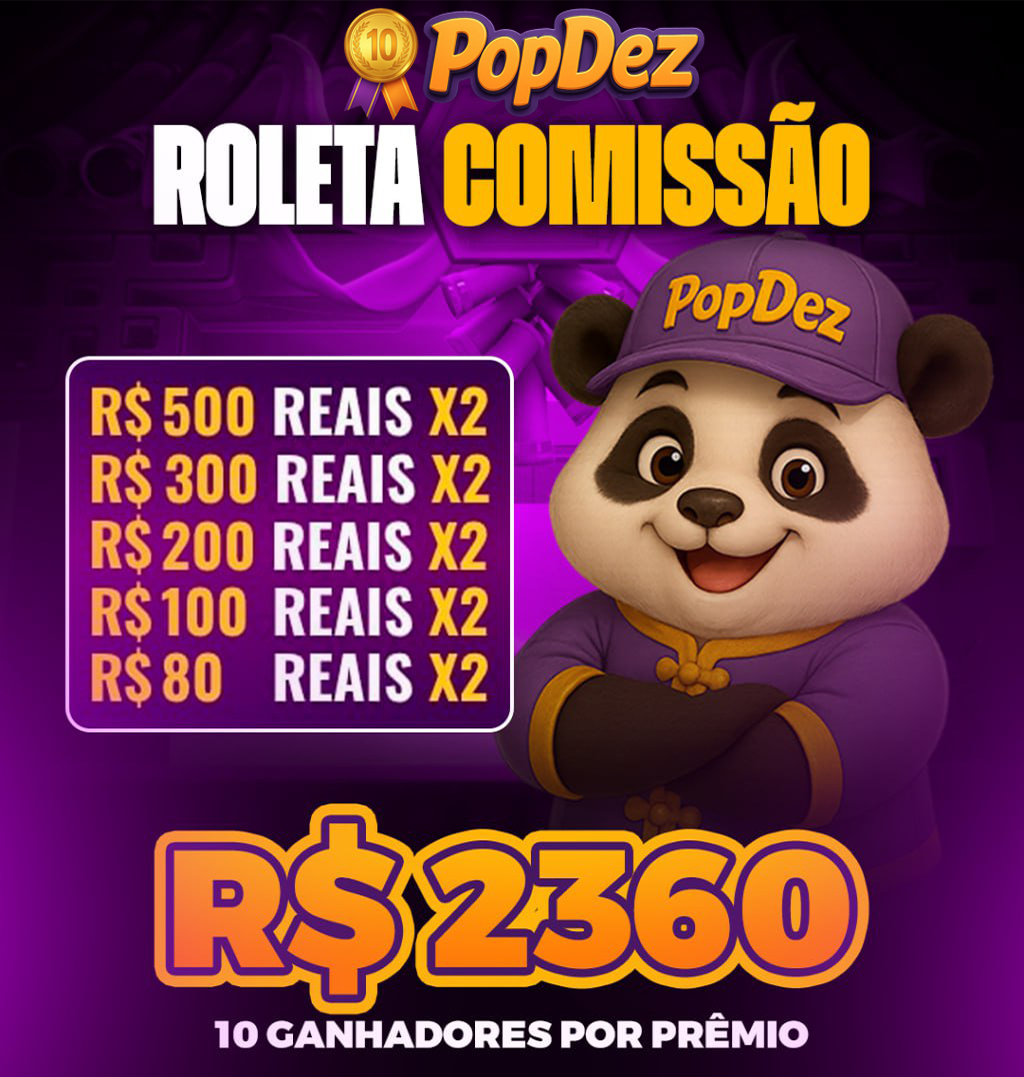 10 PopDez
ROLETA COMISSÃO
PopDez
R$ 500 REAIS X2
R$ 300 REAIS X2
R$ 200 REAIS X2
R$ 100 REAIS X2
R$ 80 REAIS X2
R$ 2360
10 GANHADORES POR PRÊMIO